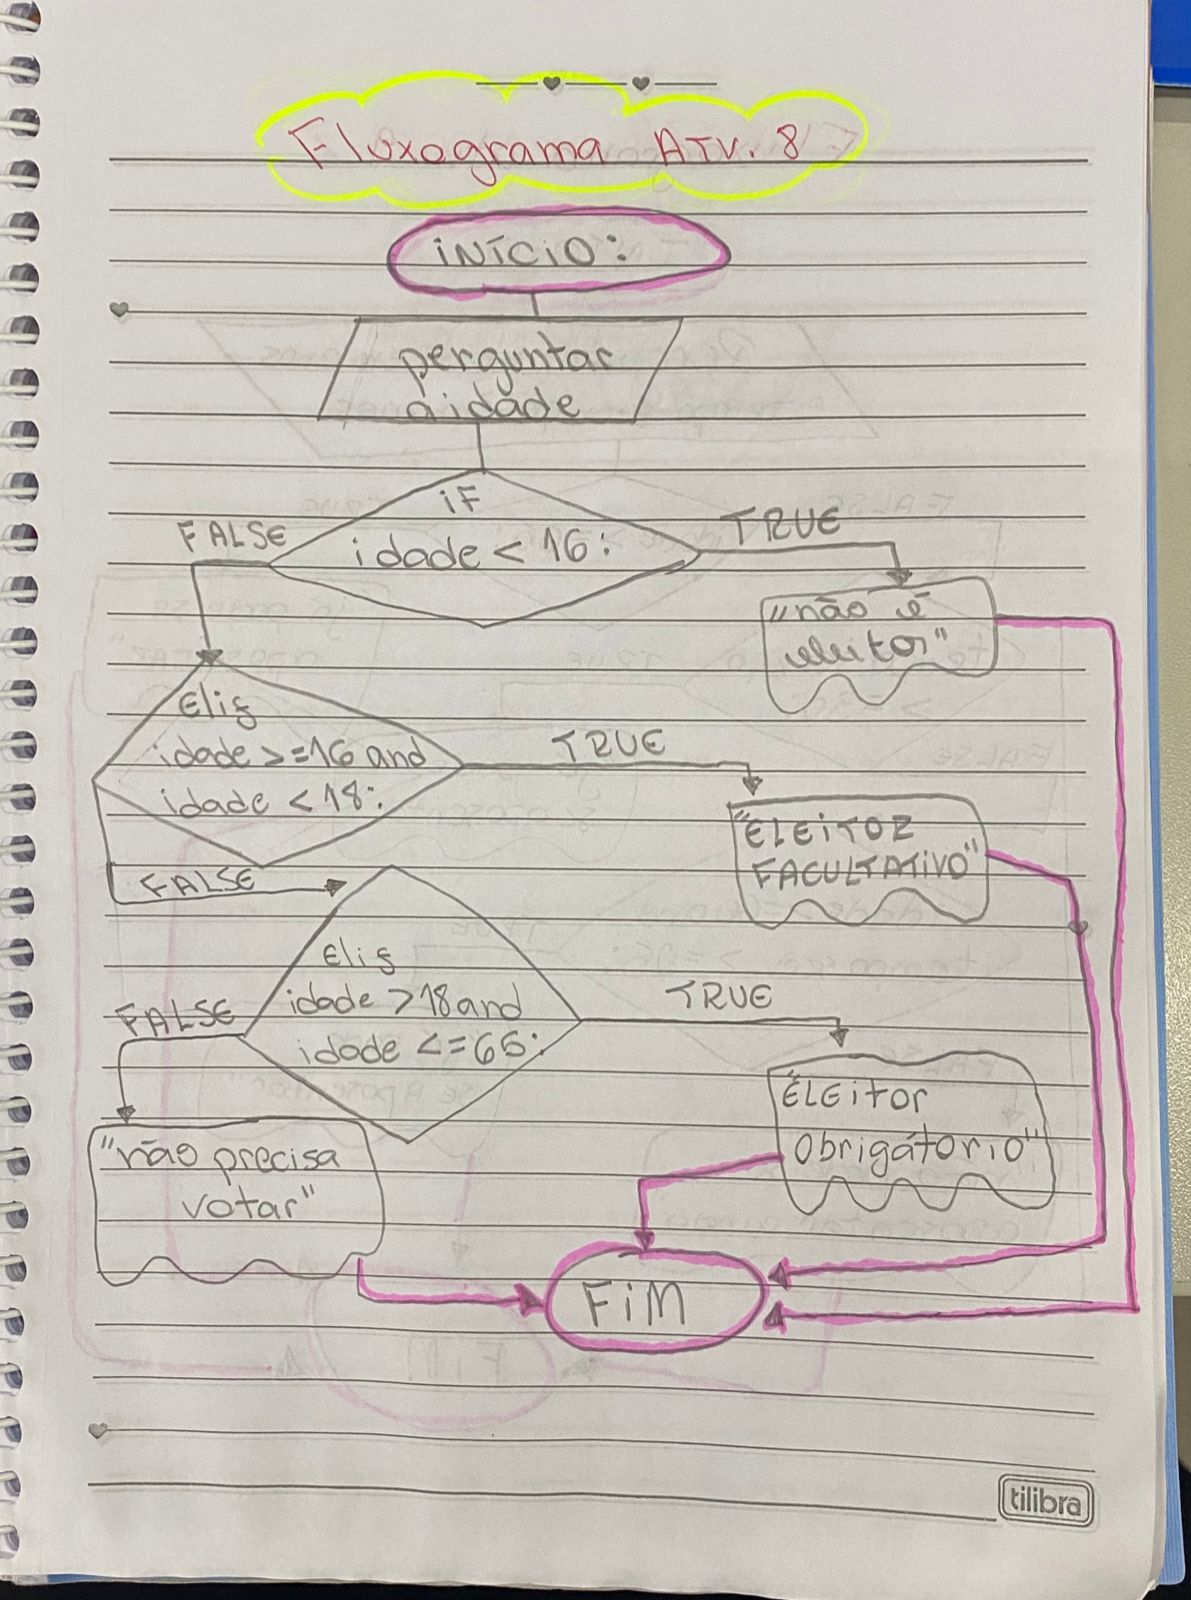 Fluxograma ATV. 8
iNÍCiO:
perguntar
a idade
iF
idade < 16:
FALSE
TRUE
"não é
eleitor"
Elif
idade >=16 and
idade < 18:
TRUE
"ELEiTOR
FACULTATiVO"
FALSE
Elif
idade >18 and
idade <= 65:
FALSE
TRUE
"ELEitor
obrigátorio"
"não precisa
votar"
FiM
tilibra